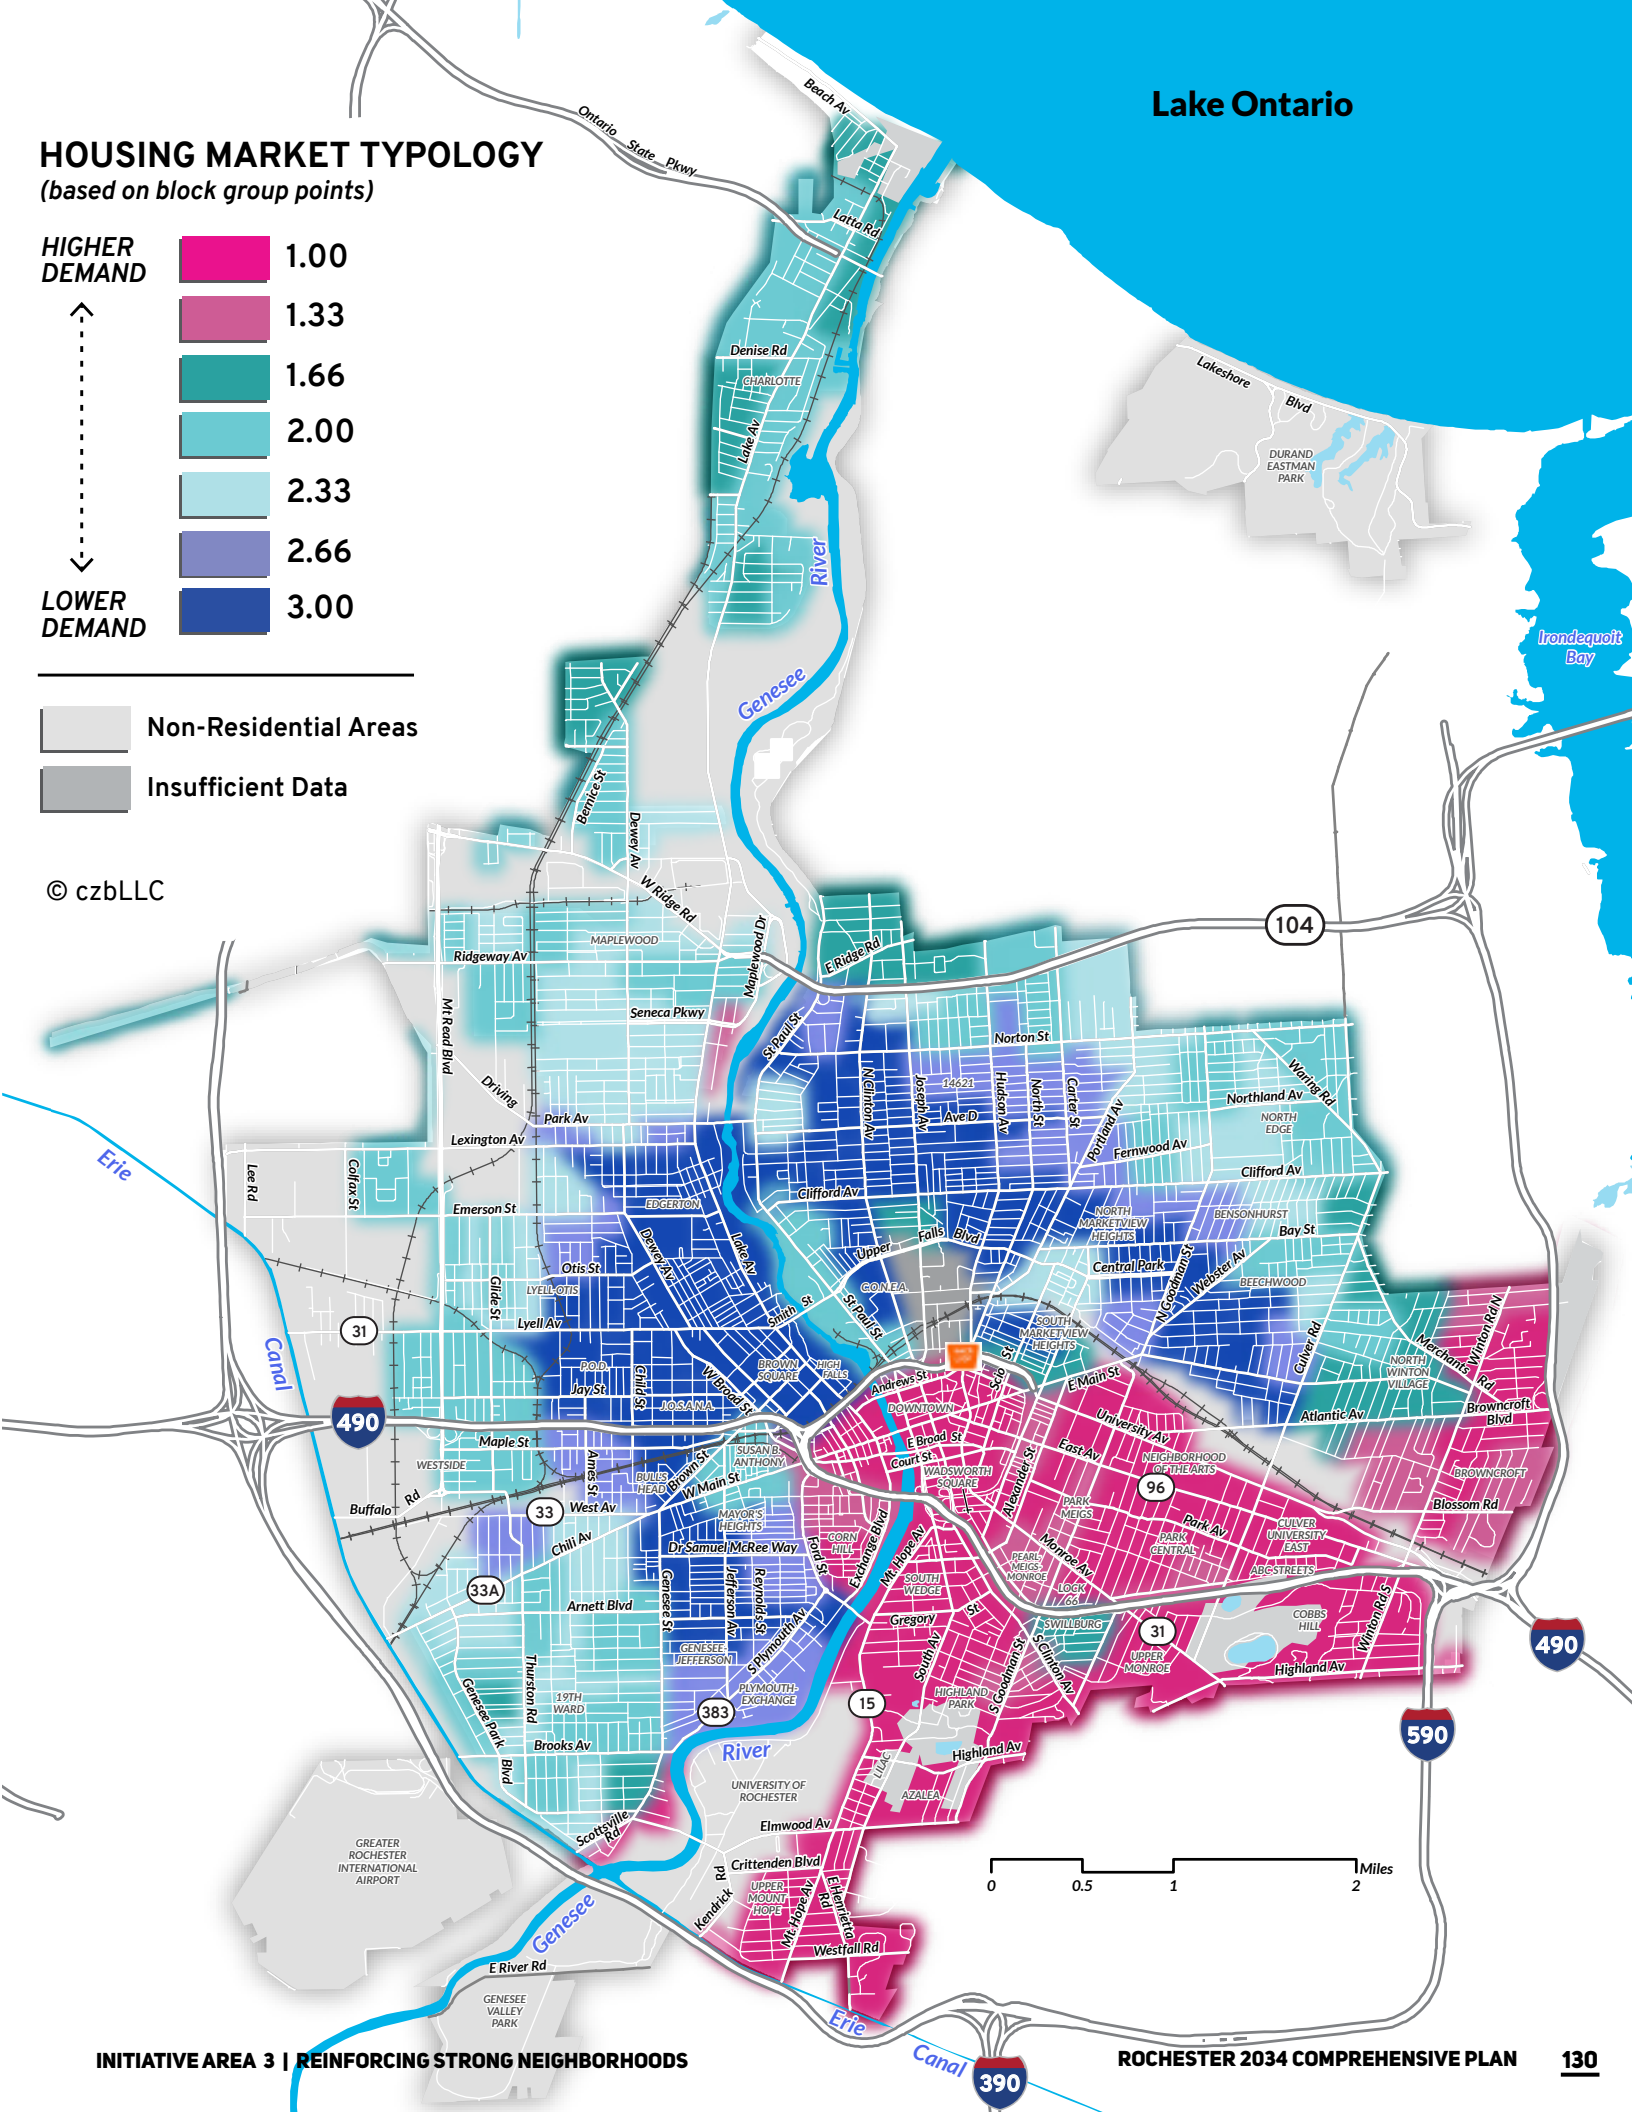 Lake Ontario
Beach Av
Ontario State Pkwy
HOUSING MARKET TYPOLOGY
(based on block group points)
HIGHER
DEMAND
1.00
1.33
1.66
2.00
2.33
2.66
LOWER
DEMAND
3.00
Non-Residential Areas
Insufficient Data
© czbLLC
Latta Rd
Denise Rd
CHARLOTTE
Lake Av
Lakeshore Blvd
DURAND
EASTMAN
PARK
River
Genesee
Irondequoit
Bay
Bernice St
Dewey Av
W Ridge Rd
104
MAPLEWOOD
Maplewood Dr
E Ridge Rd
Ridgeway Av
Seneca Pkwy
Mt Read Blvd
St Paul St
Norton St
Driving
Park Av
N Clinton Av
Joseph Av
14621
Hudson Av
North St
Carter St
Ave D
Portland Av
Waring Rd
Northland Av
NORTH
EDGE
Fernwood Av
Lexington Av
Erie
Lee Rd
Colfax St
Clifford Av
Clifford Av
Emerson St
EDGERTON
NORTH
MARKETVIEW
HEIGHTS
BENSONHURST
Bay St
Dewey Av
Lake Av
Upper
Falls
Blvd
Otis St
Central Park
N Goodman St
Webster Av
BEECHWOOD
Glide St
LYELL-OTIS
C.O.N.E.A.
Smith St
St Paul St
Lyell Av
31
Canal
SOUTH
MARKETVIEW
HEIGHTS
Culver Rd
Merchants Rd
Winton Rd N
NORTH
WINTON
VILLAGE
P.O.D.
Child St
BROWN
SQUARE
HIGH
FALLS
Scio St
E Main St
Andrews St
Jay St
W Broad St
J.O.S.A.N.A.
DOWNTOWN
Atlantic Av
Browncroft
Blvd
490
University Av
East Av
Maple St
E Broad St
Court St
WESTSIDE
SUSAN B.
ANTHONY
Ames St
BULL'S
HEAD
Brown St
W Main St
WADSWORTH
SQUARE
Alexander St
NEIGHBORHOOD
OF THE ARTS
BROWNCROFT
96
Buffalo Rd
33
West Av
MAYOR'S
HEIGHTS
PARK
MEIGS
Park Av
Blossom Rd
CULVER
UNIVERSITY
EAST
PARK
CENTRAL
Chili Av
Dr Samuel McRee Way
CORN
HILL
Ford St
Exchange Blvd
Mt. Hope Av
Monroe Av
PEARL-
MEIGS-
MONROE
ABC STREETS
33A
Genesee St
Jefferson Av
Reynolds St
SOUTH
WEDGE
LOCK
66
Arnett Blvd
S Plymouth Av
Gregory St
SWILLBURG
31
COBBS
HILL
Winton Rd S
490
GENESEE-
JEFFERSON
South Av
S Goodman St
S Clinton Av
UPPER
MONROE
Highland Av
Genesee Park Blvd
Thurston Rd
19TH
WARD
PLYMOUTH-
EXCHANGE
383
15
HIGHLAND
PARK
590
Brooks Av
River
Highland Av
LILAC
UNIVERSITY OF
ROCHESTER
AZALEA
Scottsville
Rd
Elmwood Av
GREATER
ROCHESTER
INTERNATIONAL
AIRPORT
Crittenden Blvd
Kendrick Rd
UPPER
MOUNT
HOPE
Mt. Hope Av
E Henrietta
Rd
Miles
0 0.5 1 2
Genesee
Westfall Rd
E River Rd
GENESEE
VALLEY
PARK
Erie
Canal
390
INITIATIVE AREA 3 | REINFORCING STRONG NEIGHBORHOODS
ROCHESTER 2034 COMPREHENSIVE PLAN 130